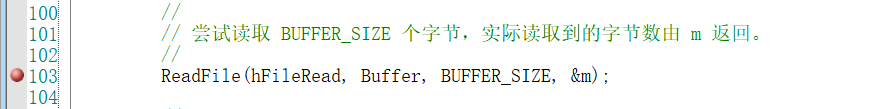 100 //
101 // 尝试读取 BUFFER_SIZE 个字节，实际读取到的字节数由 m 返回。
102 //
103 ReadFile(hFileRead, Buffer, BUFFER_SIZE, &m);
104